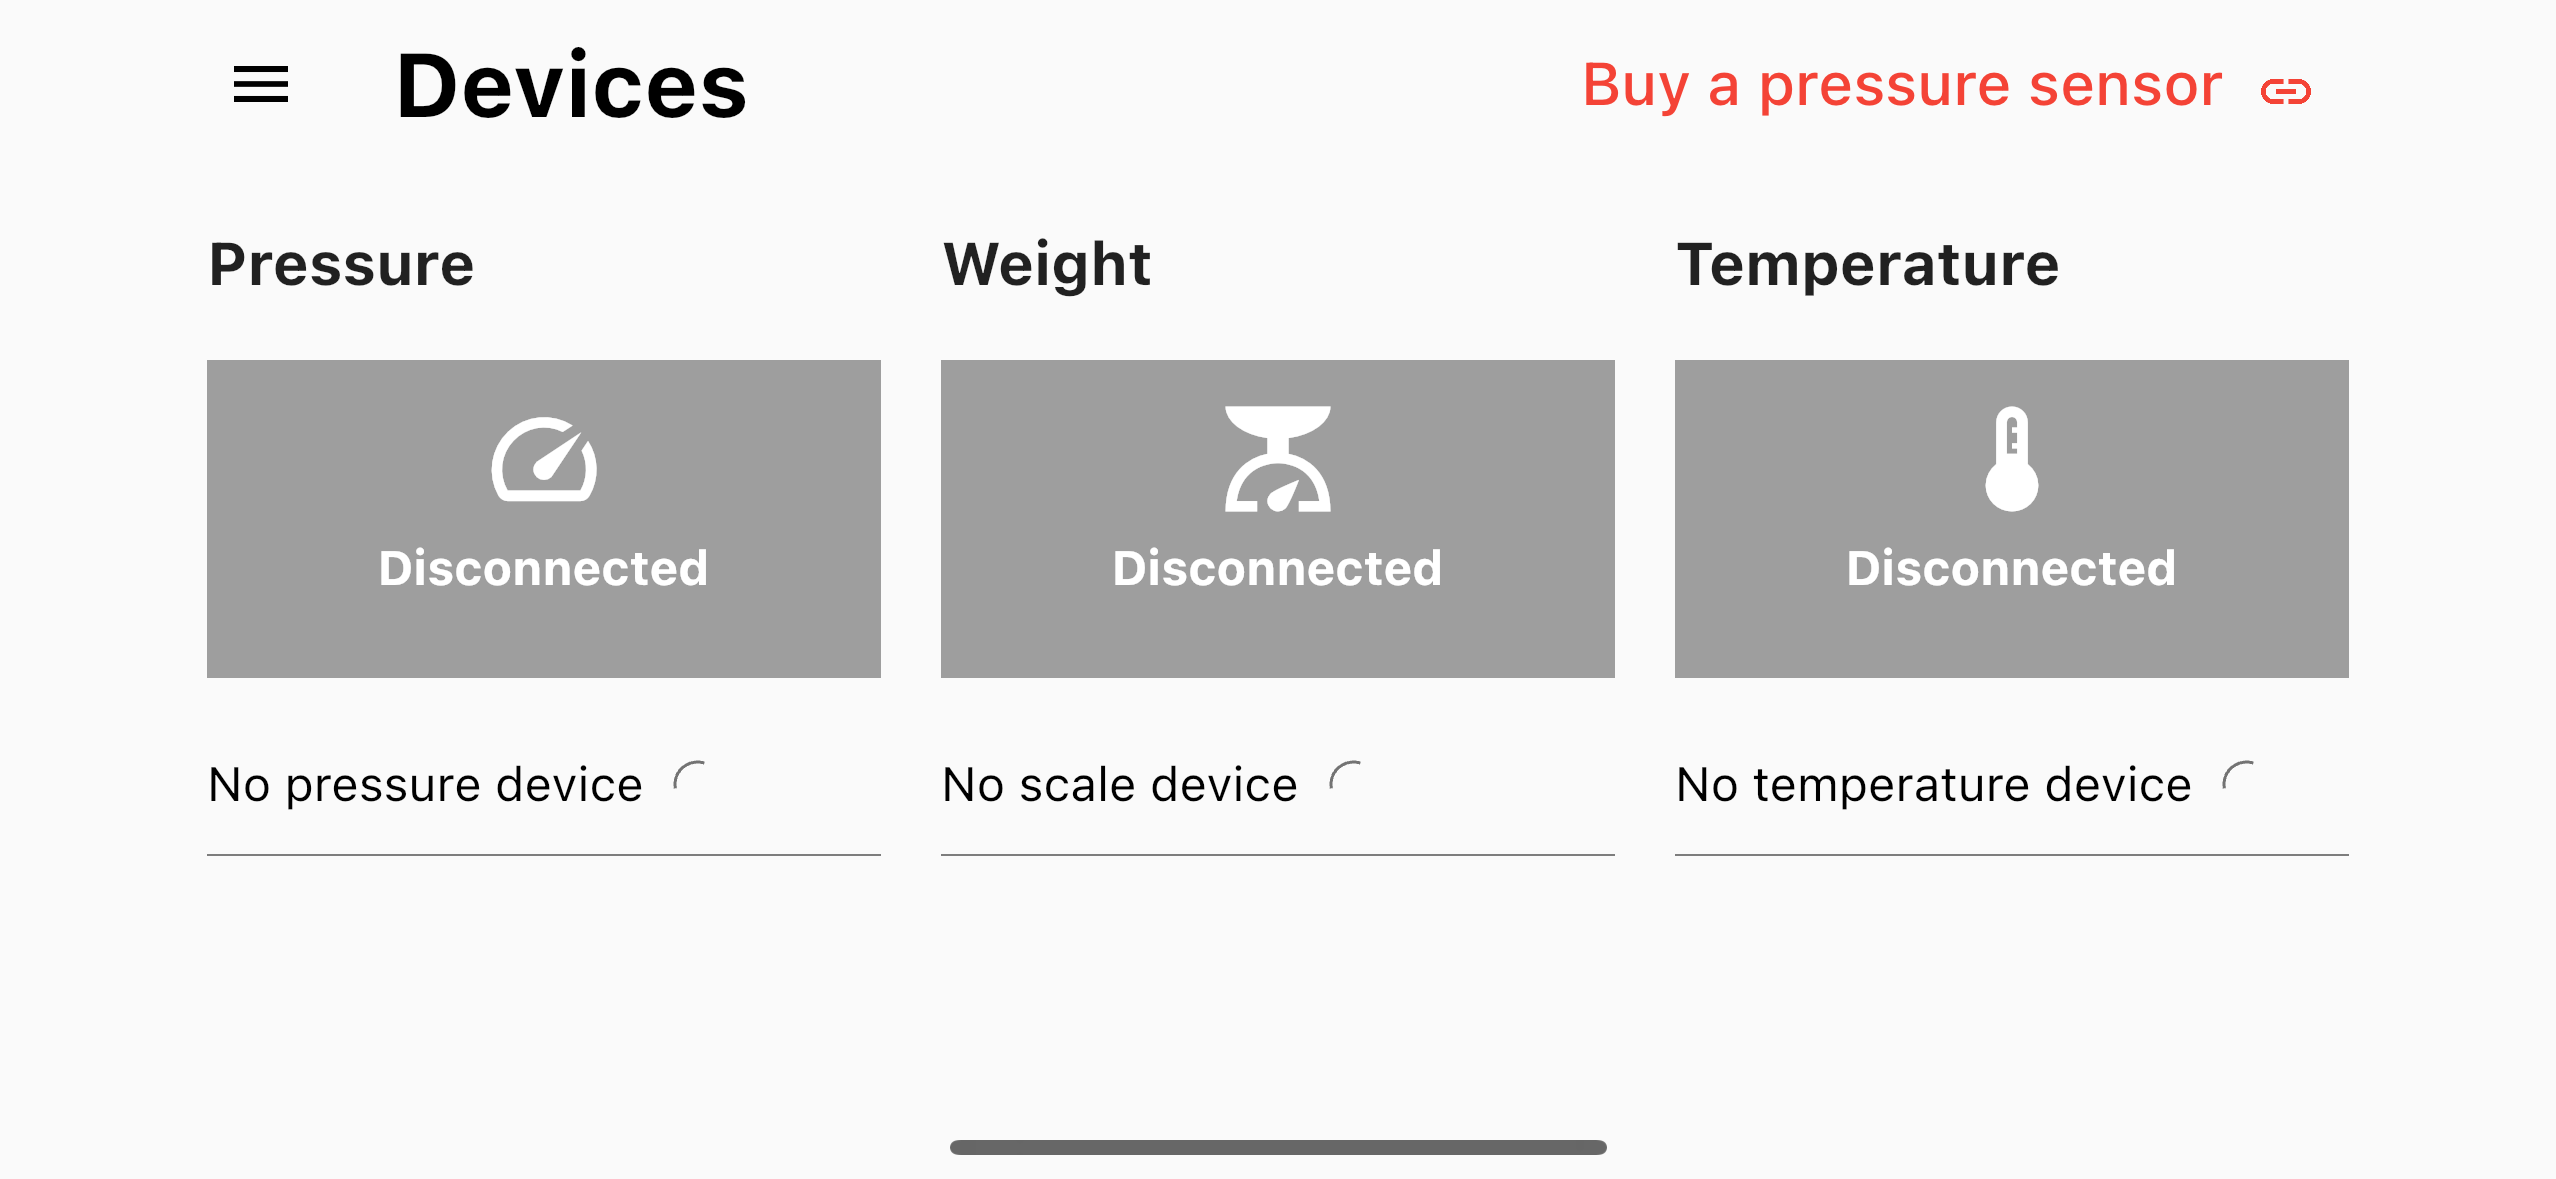 Devices
Buy a pressure sensor
Pressure
Weight
Temperature
Disconnected
Disconnected
Disconnected
No pressure device
No scale device
No temperature device